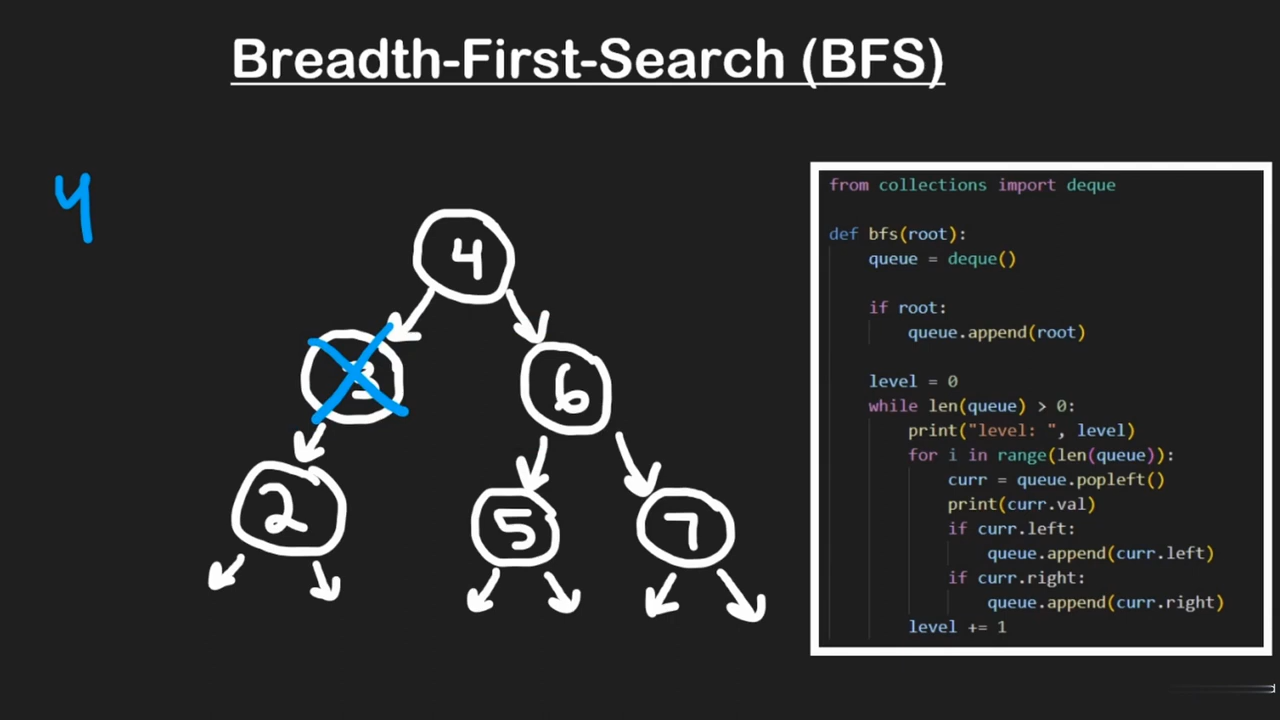 Breadth-First-Search (BFS)
4
4
3
6
2
5
7
from collections import deque
def bfs(root):
    queue = deque()
    if root:
        queue.append(root)
    level = 0
    while len(queue) > 0:
        print("level: ", level)
        for i in range(len(queue)):
            curr = queue.popleft()
            print(curr.val)
            if curr.left:
                queue.append(curr.left)
            if curr.right:
                queue.append(curr.right)
        level += 1